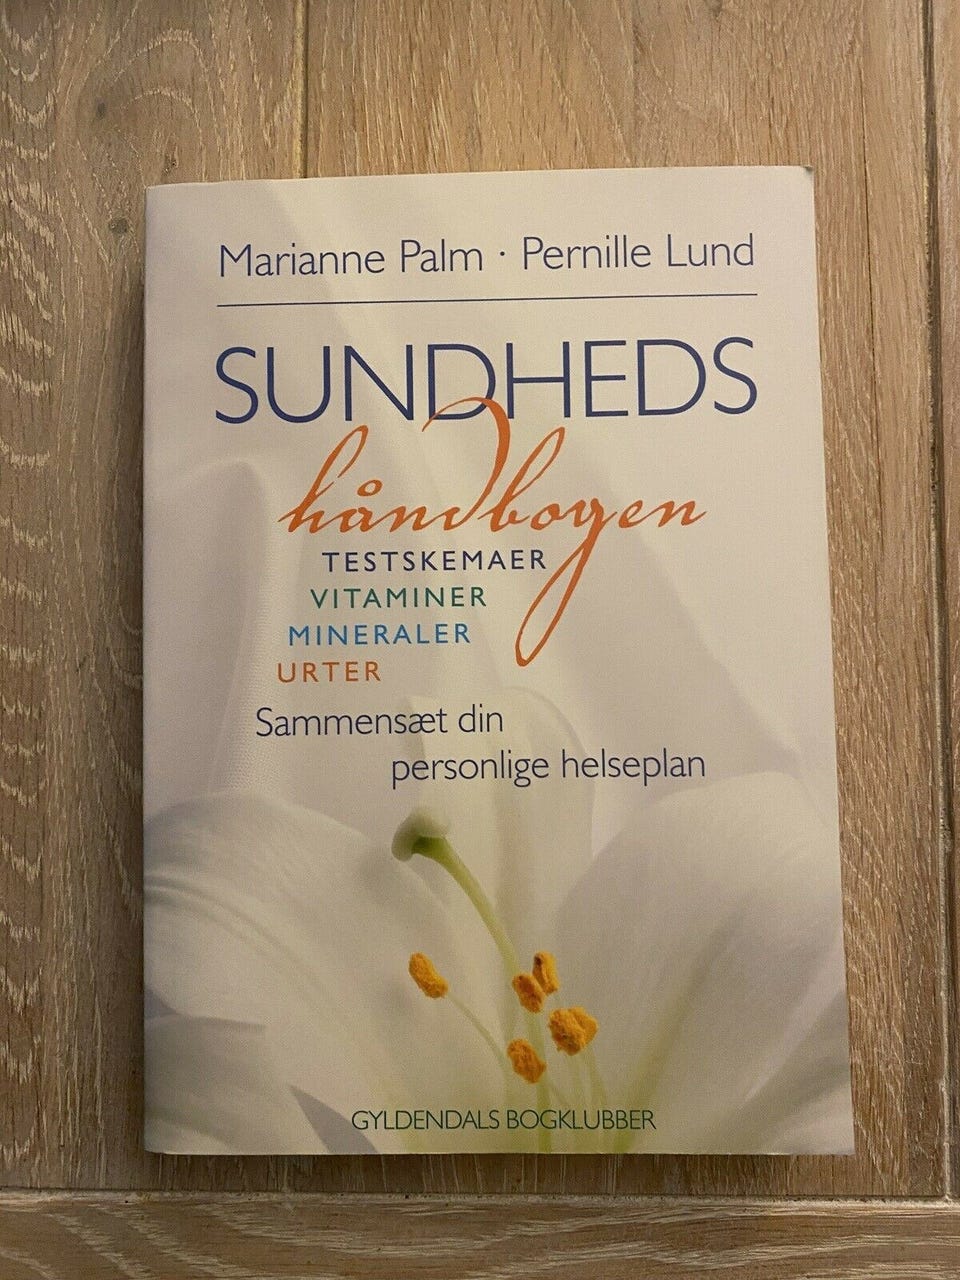 Marianne Palm · Pernille Lund
SUNDHEDS
håndbogen
TESTSKEMAER
VITAMINER
MINERALER
URTER
Sammensæt din
personlige helseplan
GYLDENDALS BOGKLUBBER